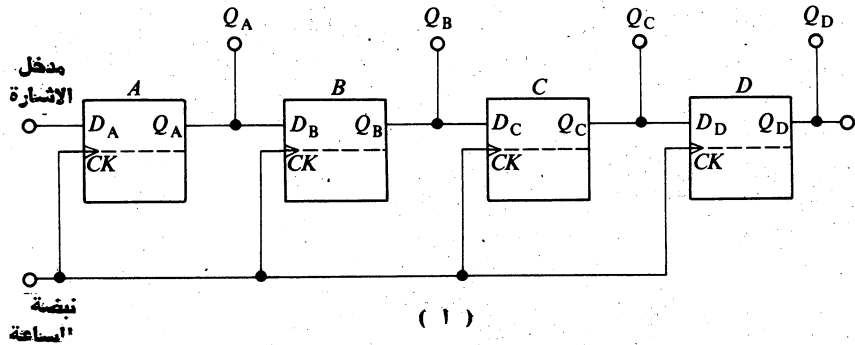 Q_A Q_B Q_C Q_D
مدخل
الاشارة
A B C D
D_A Q_A D_B Q_B D_C Q_C D_D Q_D
CK CK CK CK
نبضة
الساعة
( ا )